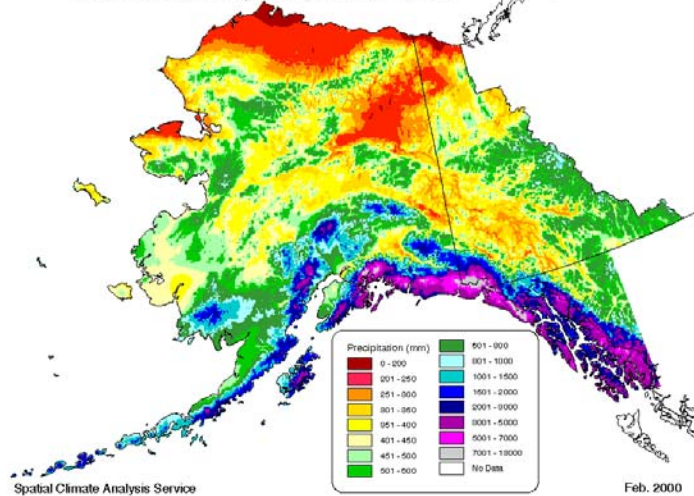 Precipitation (mm)
0 - 200
201 - 250
251 - 300
301 - 350
351 - 400
401 - 450
451 - 500
501 - 600
601 - 800
801 - 1000
1001 - 1500
1501 - 2000
2001 - 3000
3001 - 5000
5001 - 7000
7001 - 10000
No Data
Spatial Climate Analysis Service
Feb. 2000